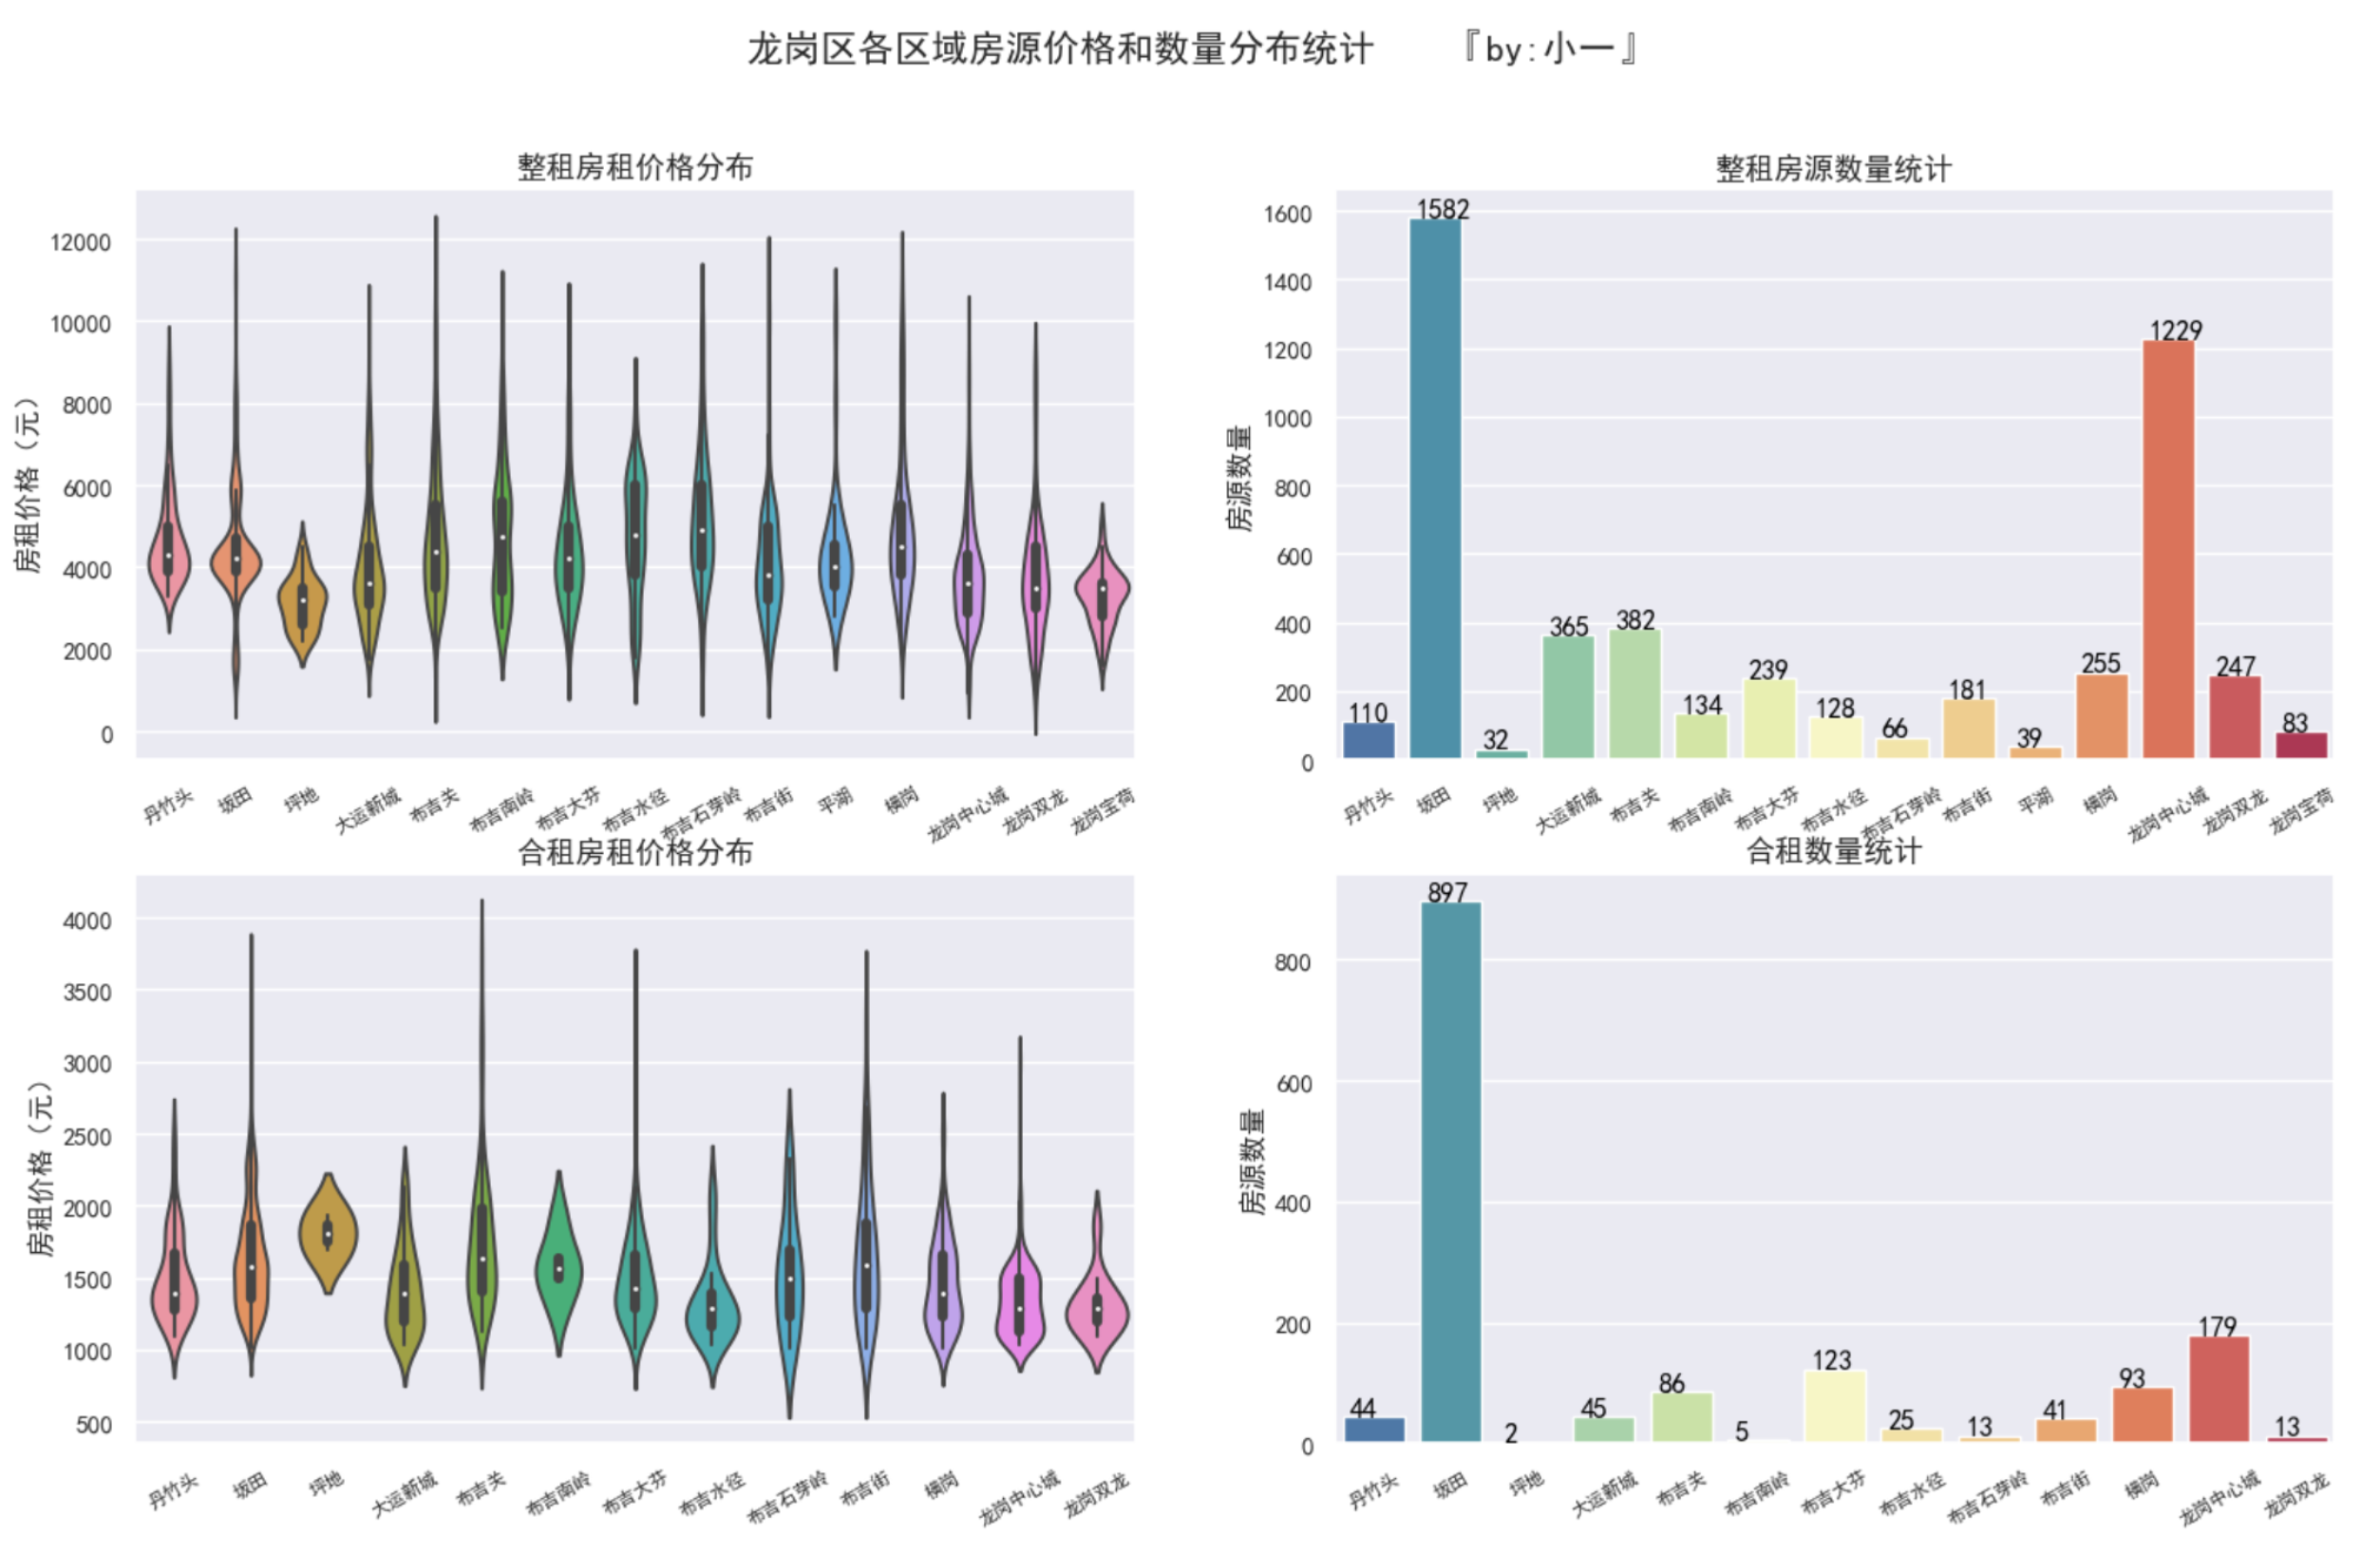 龙岗区各区域房源价格和数量分布统计 『by:小一』
整租房租价格分布
房租价格（元）
12000
10000
8000
6000
4000
2000
0
丹竹头 坂田 坪地 大运新城 布吉关 布吉南岭 布吉大芬 布吉水径 布吉石芽岭 布吉街 平湖 横岗 龙岗中心城 龙岗双龙 龙岗宝荷
整租房源数量统计
房源数量
1600
1400
1200
1000
800
600
400
200
0
110 1582 32 365 382 134 239 128 66 181 39 255 1229 247 83
丹竹头 坂田 坪地 大运新城 布吉关 布吉南岭 布吉大芬 布吉水径 布吉石芽岭 布吉街 平湖 横岗 龙岗中心城 龙岗双龙 龙岗宝荷
合租房租价格分布
房租价格（元）
4000
3500
3000
2500
2000
1500
1000
500
丹竹头 坂田 坪地 大运新城 布吉关 布吉南岭 布吉大芬 布吉水径 布吉石芽岭 布吉街 横岗 龙岗中心城 龙岗双龙
合租数量统计
房源数量
800
600
400
200
0
44 897 2 45 86 5 123 25 13 41 93 179 13
丹竹头 坂田 坪地 大运新城 布吉关 布吉南岭 布吉大芬 布吉水径 布吉石芽岭 布吉街 横岗 龙岗中心城 龙岗双龙